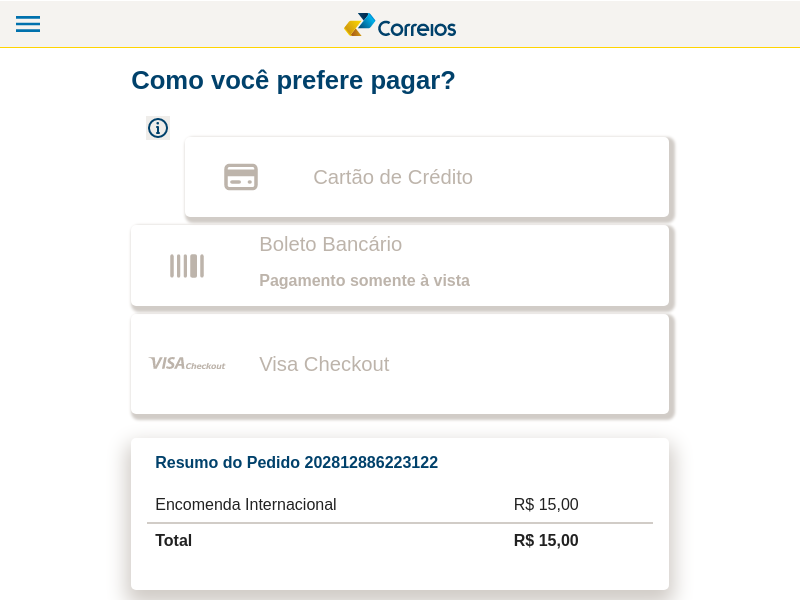 Correios
Como você prefere pagar?
Cartão de Crédito
Boleto Bancário
Pagamento somente à vista
VISA Checkout
Visa Checkout
Resumo do Pedido 202812886223122
Encomenda Internacional R$ 15,00
Total R$ 15,00